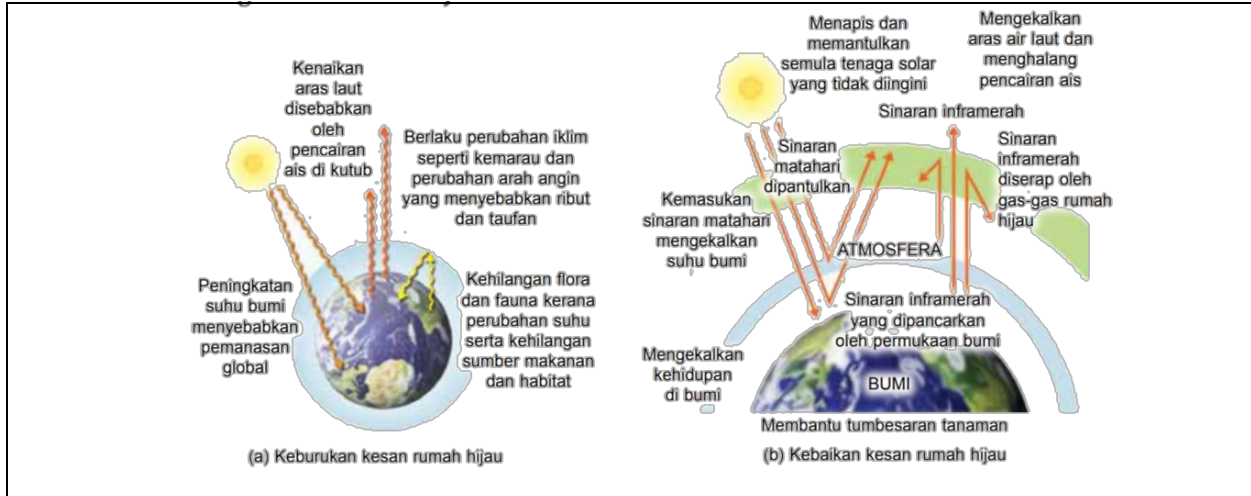 Kenaikan
aras laut
disebabkan
oleh
pencairan
ais di kutub
Berlaku perubahan iklim
seperti kemarau dan
perubahan arah angin
yang menyebabkan ribut
dan taufan
Peningkatan
suhu bumi
menyebabkan
pemanasan
global
Kehilangan flora
dan fauna kerana
perubahan suhu
serta kehilangan
sumber makanan
dan habitat
(a) Keburukan kesan rumah hijau
Menapis dan
memantulkan
semula tenaga solar
yang tidak diingini
Mengekalkan
aras air laut dan
menghalang
pencairan ais
Sinaran inframerah
Sinaran
matahari
dipantulkan
Sinaran
inframerah
diserap oleh
gas-gas rumah
hijau
Kemasukan
sinaran matahari
mengekalkan
suhu bumi
ATMOSFERA
Sinaran inframerah
yang dipancarkan
oleh permukaan bumi
Mengekalkan
kehidupan
di bumi
BUMI
Membantu tumbesaran tanaman
(b) Kebaikan kesan rumah hijau